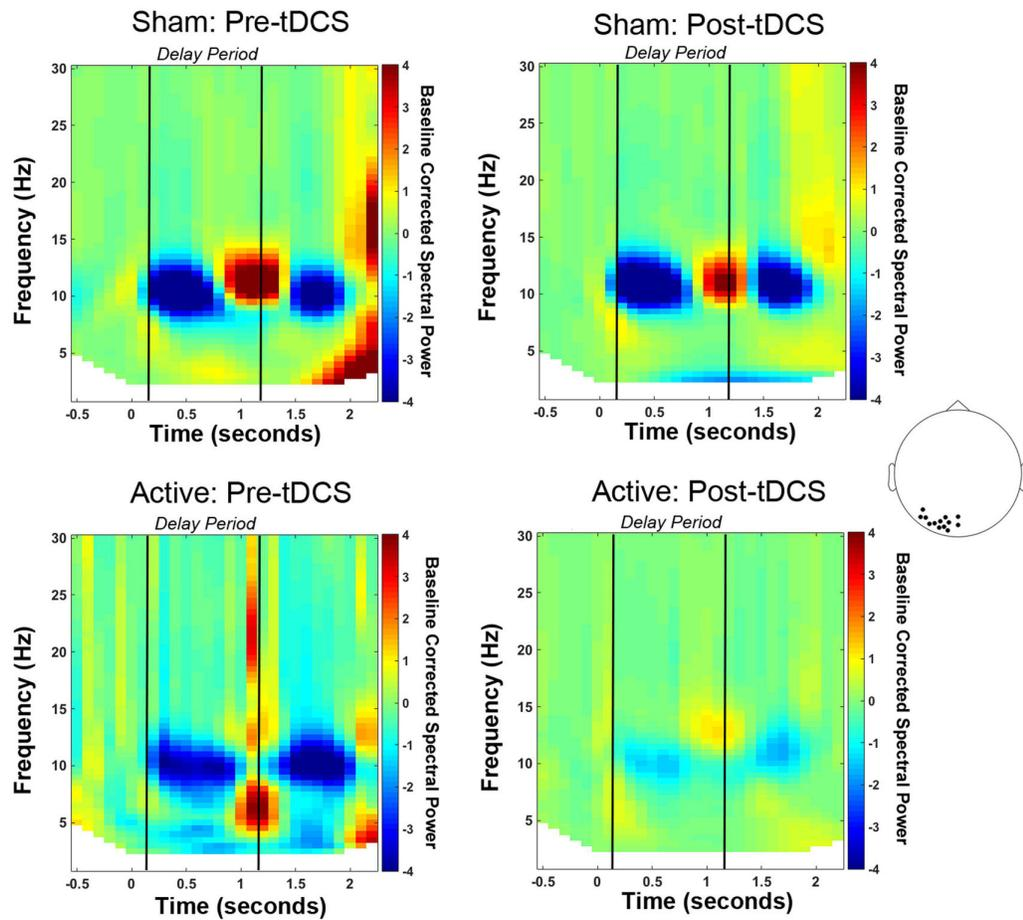 Sham: Pre-tDCS
Delay Period
Frequency (Hz)
30
25
20
15
10
5
-0.5 0 0.5 1 1.5 2
Time (seconds)
4
3
2
1
0
-1
-2
-3
-4
Baseline Corrected Spectral Power
Sham: Post-tDCS
Delay Period
Frequency (Hz)
30
25
20
15
10
5
-0.5 0 0.5 1 1.5 2
Time (seconds)
4
3
2
1
0
-1
-2
-3
-4
Baseline Corrected Spectral Power
Active: Pre-tDCS
Delay Period
Frequency (Hz)
30
25
20
15
10
5
-0.5 0 0.5 1 1.5 2
Time (seconds)
4
3
2
1
0
-1
-2
-3
-4
Baseline Corrected Spectral Power
Active: Post-tDCS
Delay Period
Frequency (Hz)
30
25
20
15
10
5
-0.5 0 0.5 1 1.5 2
Time (seconds)
4
3
2
1
0
-1
-2
-3
-4
Baseline Corrected Spectral Power